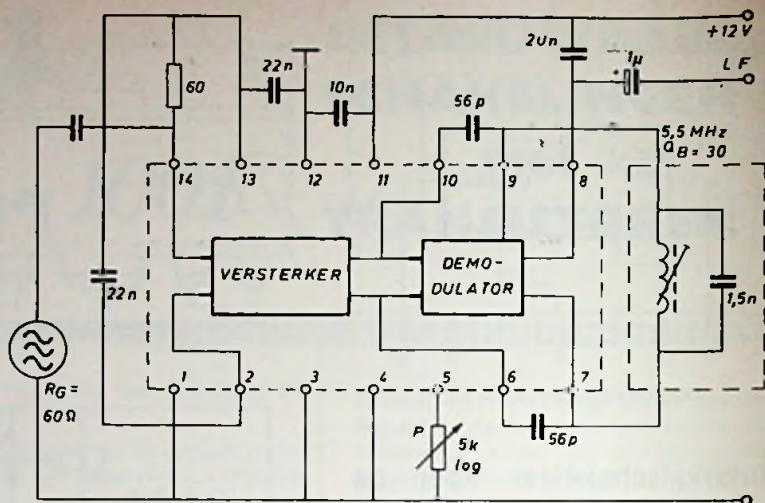 +12V
2Un
1µ
+
LF
22n
60
10n
56p
5,5 MHz
QB = 30
14
13
12
11
10
9
8
VERSTERKER
DEMO-
DULATOR
1,5n
22n
RG =
60Ω
1
2
3
4
5
6
7
P
5k
log
56p